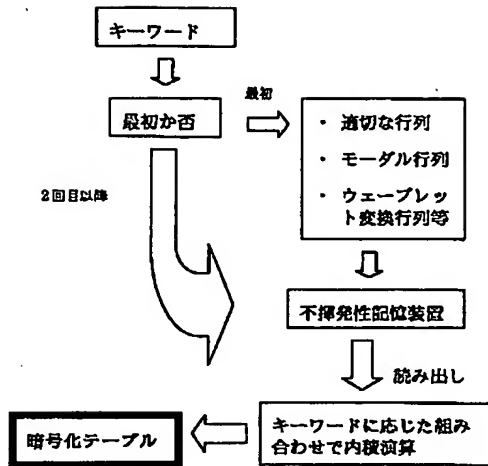 キーワード
最初か否
最初
・ 適切な行列
・ モーダル行列
・ ウェーブレッ
ト変換行列等
2回目以降
不揮発性記憶装置
読み出し
キーワードに応じた組み
合わせで内積演算
暗号化テーブル